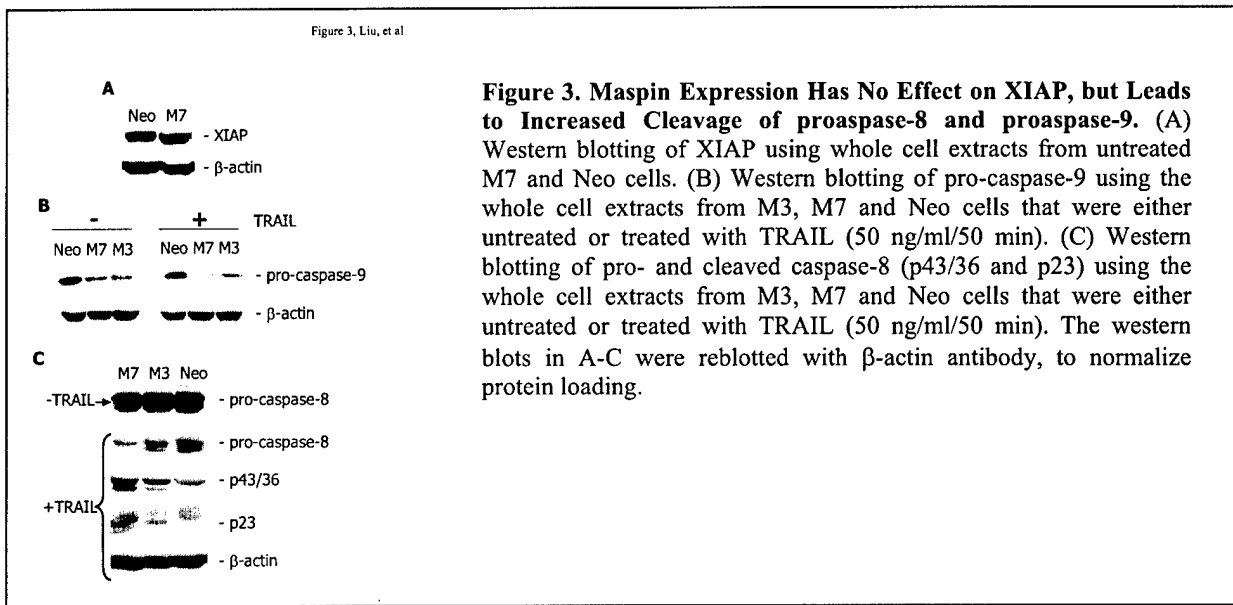 Figure 3, Liu, et al
A
Neo M7
- XIAP
- β-actin
B
- + TRAIL
Neo M7 M3 Neo M7 M3
- pro-caspase-9
- β-actin
C
M7 M3 Neo
-TRAIL→ - pro-caspase-8
- pro-caspase-8
- p43/36
+TRAIL
- p23
- β-actin
Figure 3. Maspin Expression Has No Effect on XIAP, but Leads
to Increased Cleavage of proaspase-8 and proaspase-9. (A)
Western blotting of XIAP using whole cell extracts from untreated
M7 and Neo cells. (B) Western blotting of pro-caspase-9 using the
whole cell extracts from M3, M7 and Neo cells that were either
untreated or treated with TRAIL (50 ng/ml/50 min). (C) Western
blotting of pro- and cleaved caspase-8 (p43/36 and p23) using the
whole cell extracts from M3, M7 and Neo cells that were either
untreated or treated with TRAIL (50 ng/ml/50 min). The western
blots in A-C were reblotted with β-actin antibody, to normalize
protein loading.